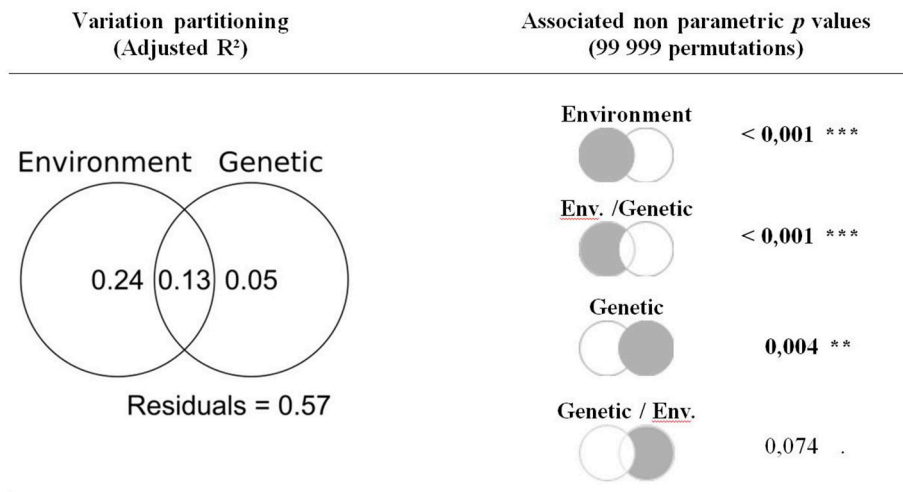 Variation partitioning
(Adjusted R²)
Associated non parametric p values
(99 999 permutations)
Environment Genetic
0.24 0.13 0.05
Residuals = 0.57
Environment
< 0,001 ***
Env. /Genetic
< 0,001 ***
Genetic
0,004 **
Genetic / Env.
0,074 .